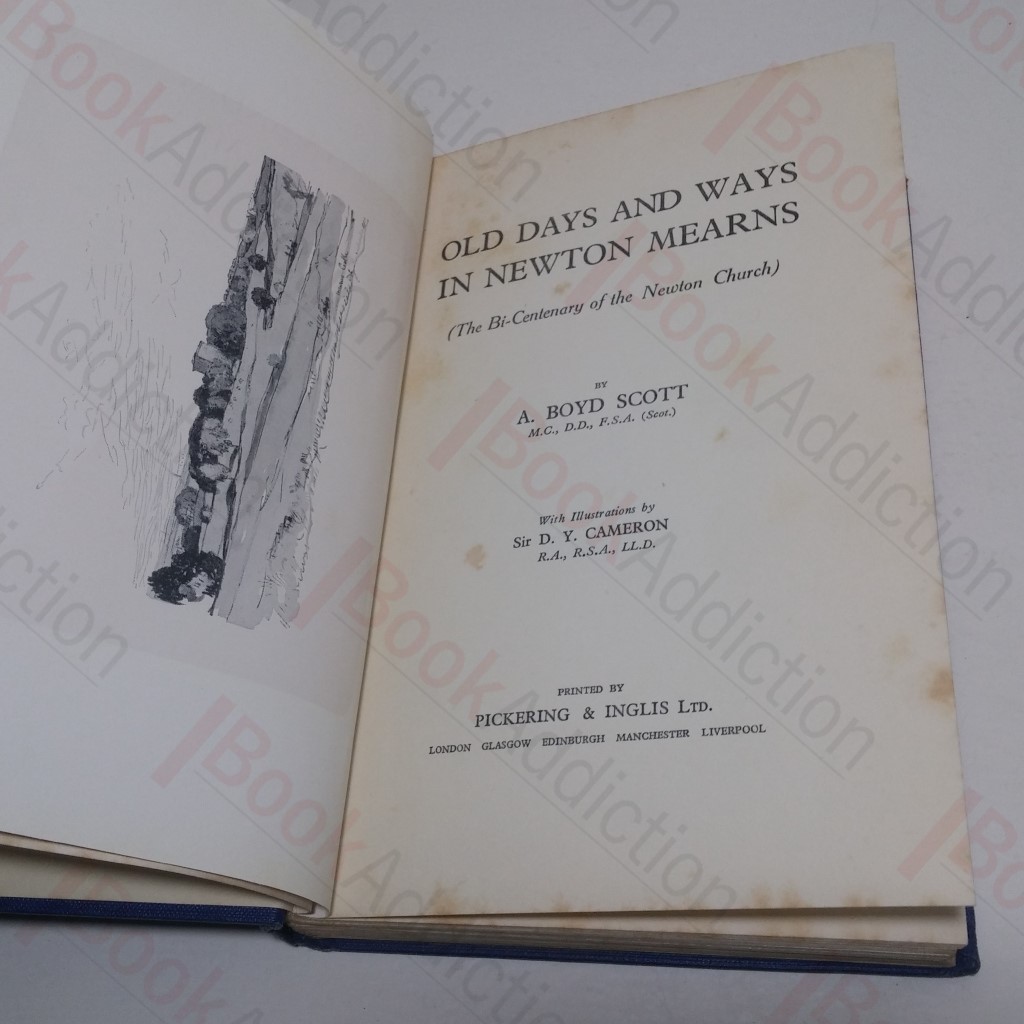 OLD DAYS AND WAYS
IN NEWTON MEARNS
(The Bi-Centenary of the Newton Church)
BY
A. BOYD SCOTT
M.C., D.D., F.S.A. (Scot.)
With Illustrations by
Sir D. Y. CAMERON
R.A., R.S.A., LL.D.
PRINTED BY
PICKERING & INGLIS LTD.
LONDON GLASGOW EDINBURGH MANCHESTER LIVERPOOL
BookAddiction